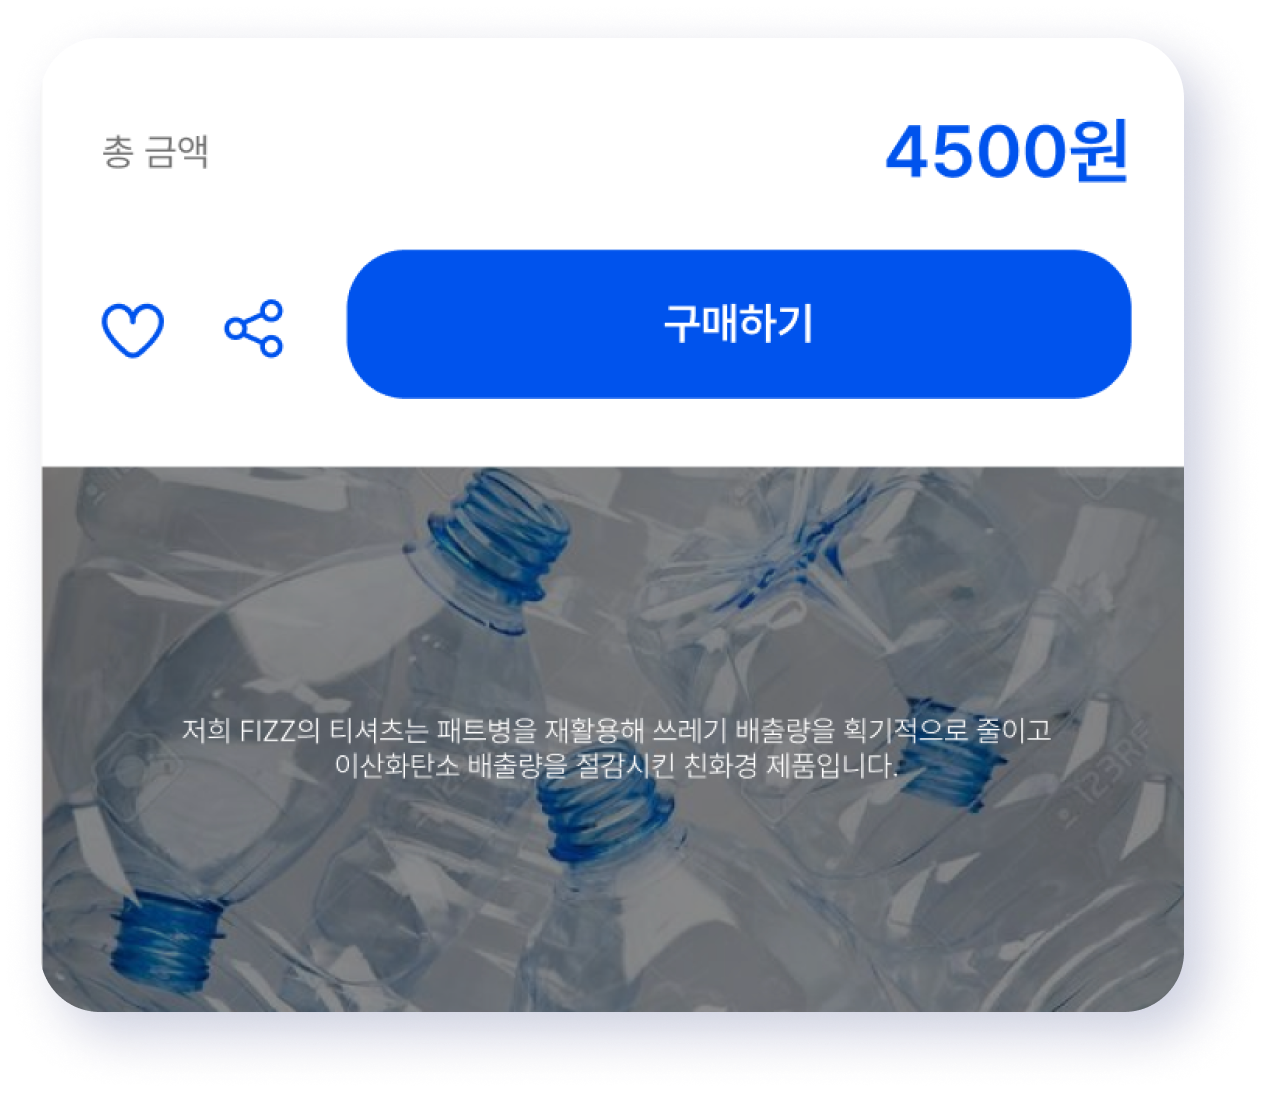 총 금액
4500원
구매하기
저희 FIZZ의 티셔츠는 패트병을 재활용해 쓰레기 배출량을 획기적으로 줄이고
이산화탄소 배출량을 절감시킨 친화경 제품입니다.
123RF